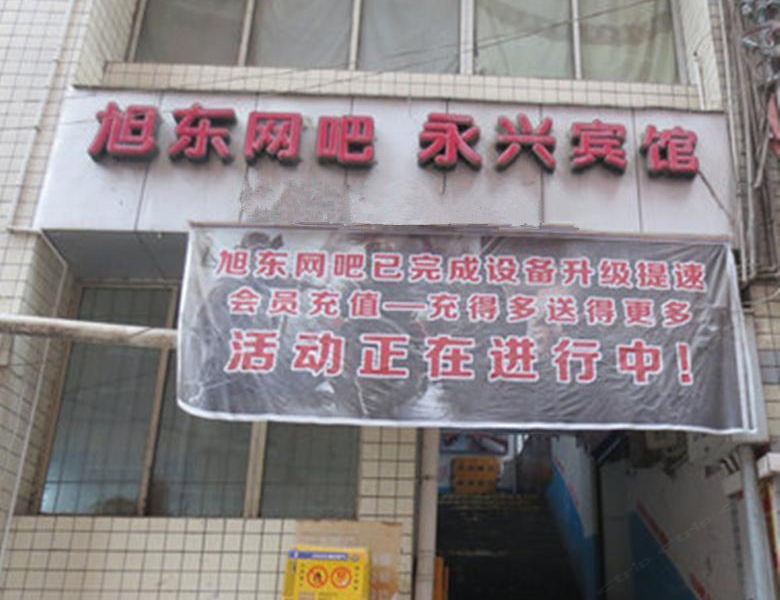 旭东网吧 永兴宾馆
旭东网吧已完成设备升级提速
会员充值—充得多送得更多
活动正在进行中！